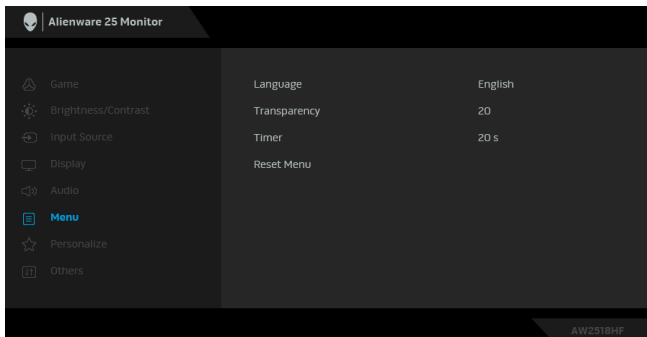 Alienware 25 Monitor
Game
Language English
Brightness/Contrast
Transparency 20
Input Source
Timer 20 s
Display
Reset Menu
Audio
Menu
Personalize
Others
AW2518HF